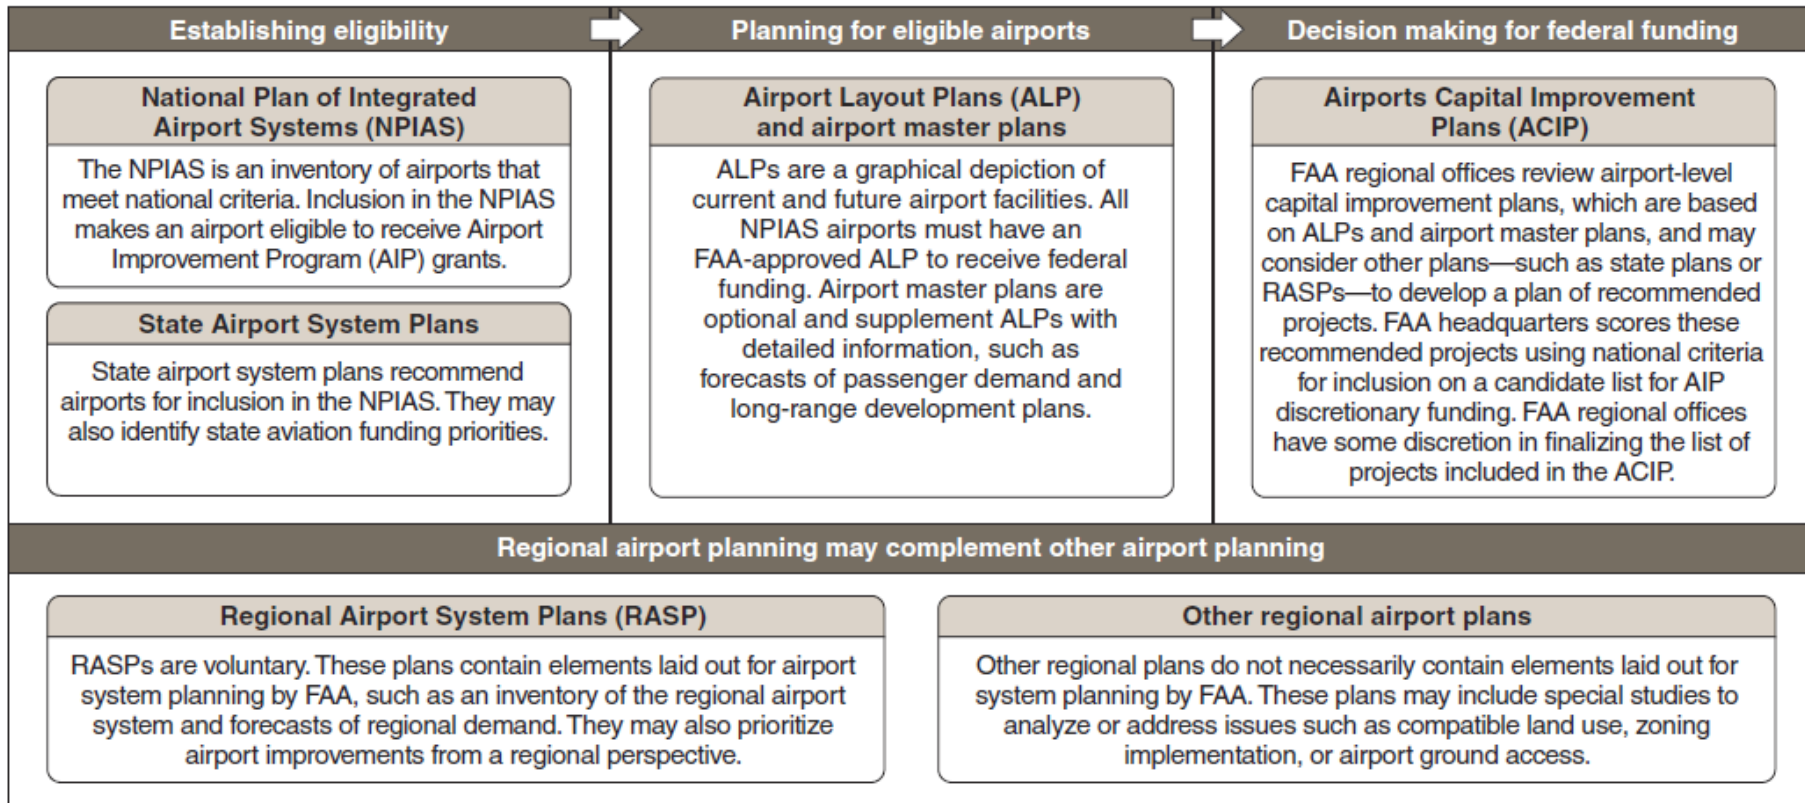 Establishing eligibility
Planning for eligible airports
Decision making for federal funding
National Plan of Integrated
Airport Systems (NPIAS)
The NPIAS is an inventory of airports that
meet national criteria. Inclusion in the NPIAS
makes an airport eligible to receive Airport
Improvement Program (AIP) grants.
State Airport System Plans
State airport system plans recommend
airports for inclusion in the NPIAS. They may
also identify state aviation funding priorities.
Airport Layout Plans (ALP)
and airport master plans
ALPs are a graphical depiction of
current and future airport facilities. All
NPIAS airports must have an
FAA-approved ALP to receive federal
funding. Airport master plans are
optional and supplement ALPs with
detailed information, such as
forecasts of passenger demand and
long-range development plans.
Airports Capital Improvement
Plans (ACIP)
FAA regional offices review airport-level
capital improvement plans, which are based
on ALPs and airport master plans, and may
consider other plans—such as state plans or
RASPs—to develop a plan of recommended
projects. FAA headquarters scores these
recommended projects using national criteria
for inclusion on a candidate list for AIP
discretionary funding. FAA regional offices
have some discretion in finalizing the list of
projects included in the ACIP.
Regional airport planning may complement other airport planning
Regional Airport System Plans (RASP)
RASPs are voluntary. These plans contain elements laid out for airport
system planning by FAA, such as an inventory of the regional airport
system and forecasts of regional demand. They may also prioritize
airport improvements from a regional perspective.
Other regional airport plans
Other regional plans do not necessarily contain elements laid out for
system planning by FAA. These plans may include special studies to
analyze or address issues such as compatible land use, zoning
implementation, or airport ground access.